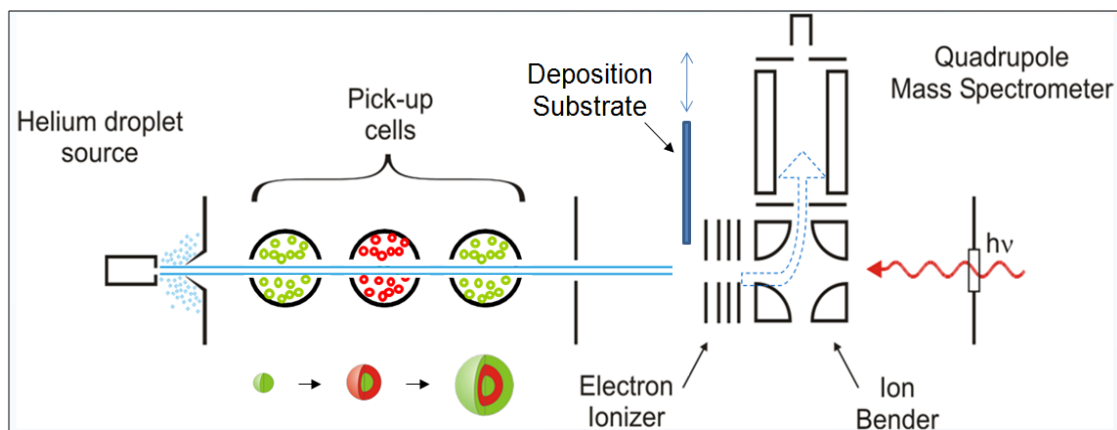 Helium droplet
source
Pick-up
cells
Deposition
Substrate
Quadrupole
Mass Spectrometer
hν
Electron
Ionizer
Ion
Bender